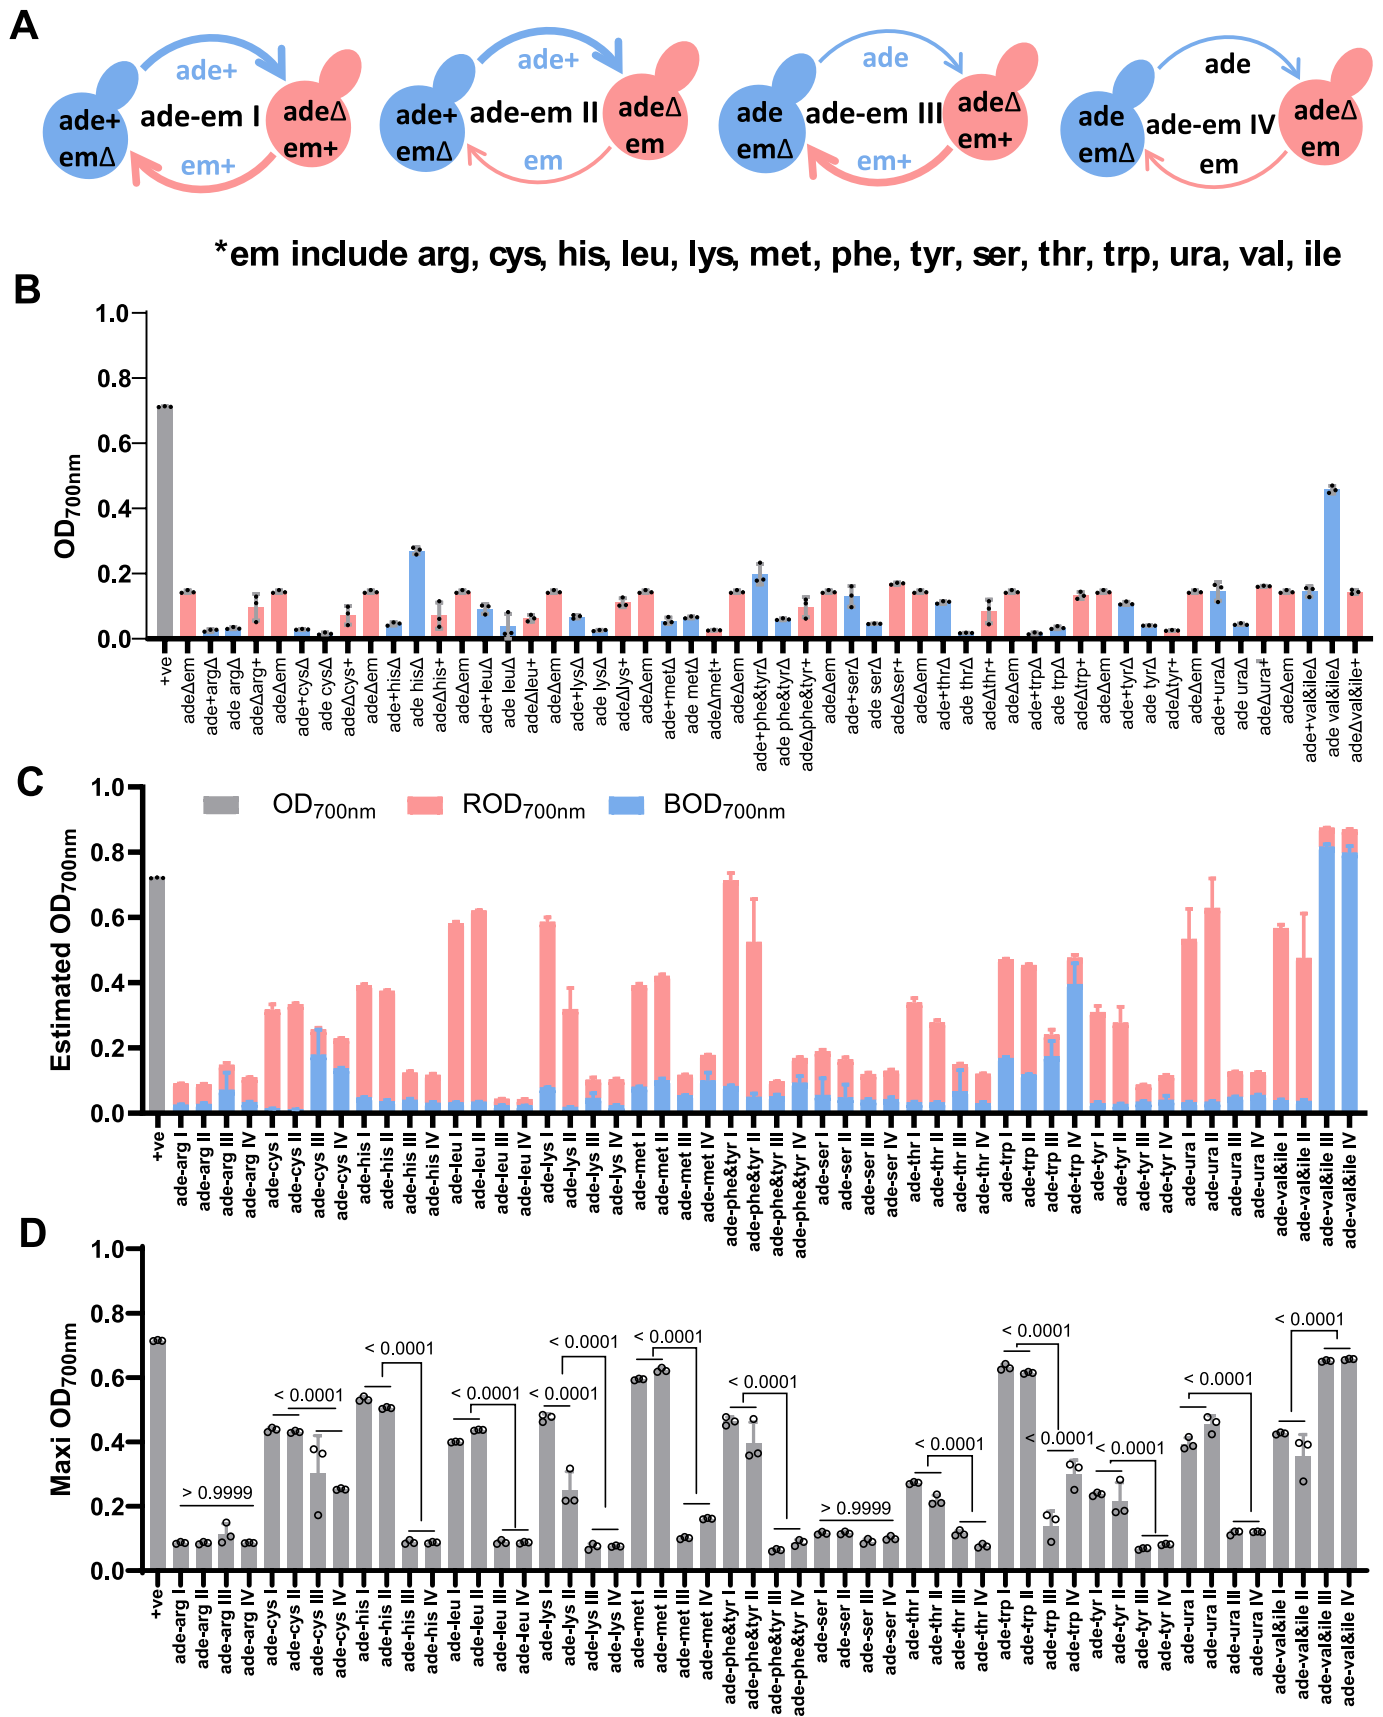 A
ade+
ade+
emΔ
ade-em I
em+
adeΔ
em+
ade+
ade+
emΔ
ade-em II
em
adeΔ
em
ade
ade
emΔ
ade-em III
em+
adeΔ
em+
ade
ade
emΔ
ade-em IV
em
adeΔ
em
*em include arg, cys, his, leu, lys, met, phe, tyr, ser, thr, trp, ura, val, ile
B
OD700nm
1.0
0.8
0.6
0.4
0.2
0.0
+ve
adeΔem
ade+argΔ
ade argΔ
adeΔarg+
adeΔem
ade+cysΔ
ade cysΔ
adeΔcys+
adeΔem
ade+hisΔ
ade hisΔ
adeΔhis+
adeΔem
ade+leuΔ
ade leuΔ
adeΔleu+
adeΔem
ade+lysΔ
ade lysΔ
adeΔlys+
adeΔem
ade+metΔ
ade metΔ
adeΔmet+
adeΔem
ade+phe&tyrΔ
ade phe&tyrΔ
adeΔphe&tyr+
adeΔem
ade+serΔ
ade serΔ
adeΔser+
adeΔem
ade+thrΔ
ade thrΔ
adeΔthr+
adeΔem
ade+trpΔ
ade trpΔ
adeΔtrp+
adeΔem
ade+tyrΔ
ade tyrΔ
adeΔtyr+
adeΔem
ade+uraΔ
ade uraΔ
adeΔura+
adeΔem
ade+val&ileΔ
ade val&ileΔ
adeΔval&ile+
C
Estimated OD700nm
1.0
0.8
0.6
0.4
0.2
0.0
OD700nm
ROD700nm
BOD700nm
+ve
ade-arg I
ade-arg II
ade-arg III
ade-arg IV
ade-cys I
ade-cys II
ade-cys III
ade-cys IV
ade-his I
ade-his II
ade-his III
ade-his IV
ade-leu I
ade-leu II
ade-leu III
ade-leu IV
ade-lys I
ade-lys II
ade-lys III
ade-lys IV
ade-met I
ade-met II
ade-met III
ade-met IV
ade-phe&tyr I
ade-phe&tyr II
ade-phe&tyr III
ade-phe&tyr IV
ade-ser I
ade-ser II
ade-ser III
ade-ser IV
ade-thr I
ade-thr II
ade-thr III
ade-thr IV
ade-trp I
ade-trp II
ade-trp III
ade-trp IV
ade-tyr I
ade-tyr II
ade-tyr III
ade-tyr IV
ade-ura I
ade-ura II
ade-ura III
ade-ura IV
ade-val&ile I
ade-val&ile II
ade-val&ile III
ade-val&ile IV
D
Maxi OD700nm
1.0
0.8
0.6
0.4
0.2
0.0
> 0.9999
< 0.0001
< 0.0001
< 0.0001
< 0.0001
< 0.0001
< 0.0001
< 0.0001
> 0.9999
< 0.0001
< 0.0001
< 0.0001
< 0.0001
< 0.0001
< 0.0001
+ve
ade-arg I
ade-arg II
ade-arg III
ade-arg IV
ade-cys I
ade-cys II
ade-cys III
ade-cys IV
ade-his I
ade-his II
ade-his III
ade-his IV
ade-leu I
ade-leu II
ade-leu III
ade-leu IV
ade-lys I
ade-lys II
ade-lys III
ade-lys IV
ade-met I
ade-met II
ade-met III
ade-met IV
ade-phe&tyr I
ade-phe&tyr II
ade-phe&tyr III
ade-phe&tyr IV
ade-ser I
ade-ser II
ade-ser III
ade-ser IV
ade-thr I
ade-thr II
ade-thr III
ade-thr IV
ade-trp I
ade-trp II
ade-trp III
ade-trp IV
ade-tyr I
ade-tyr II
ade-tyr III
ade-tyr IV
ade-ura I
ade-ura II
ade-ura III
ade-ura IV
ade-val&ile I
ade-val&ile II
ade-val&ile III
ade-val&ile IV